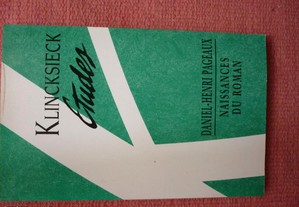 KLINCKSIECK
études
DANIEL-HENRI PAGEAUX
NAISSANCES
DU ROMAN